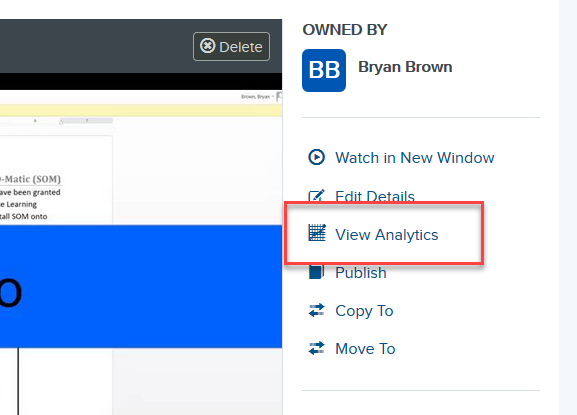 OWNED BY
Delete
BB Bryan Brown
Brown, Bryan
-Matic (SOM)
ave been granted
e Learning
tall SOM onto
o
Watch in New Window
Edit Details
View Analytics
Publish
Copy To
Move To